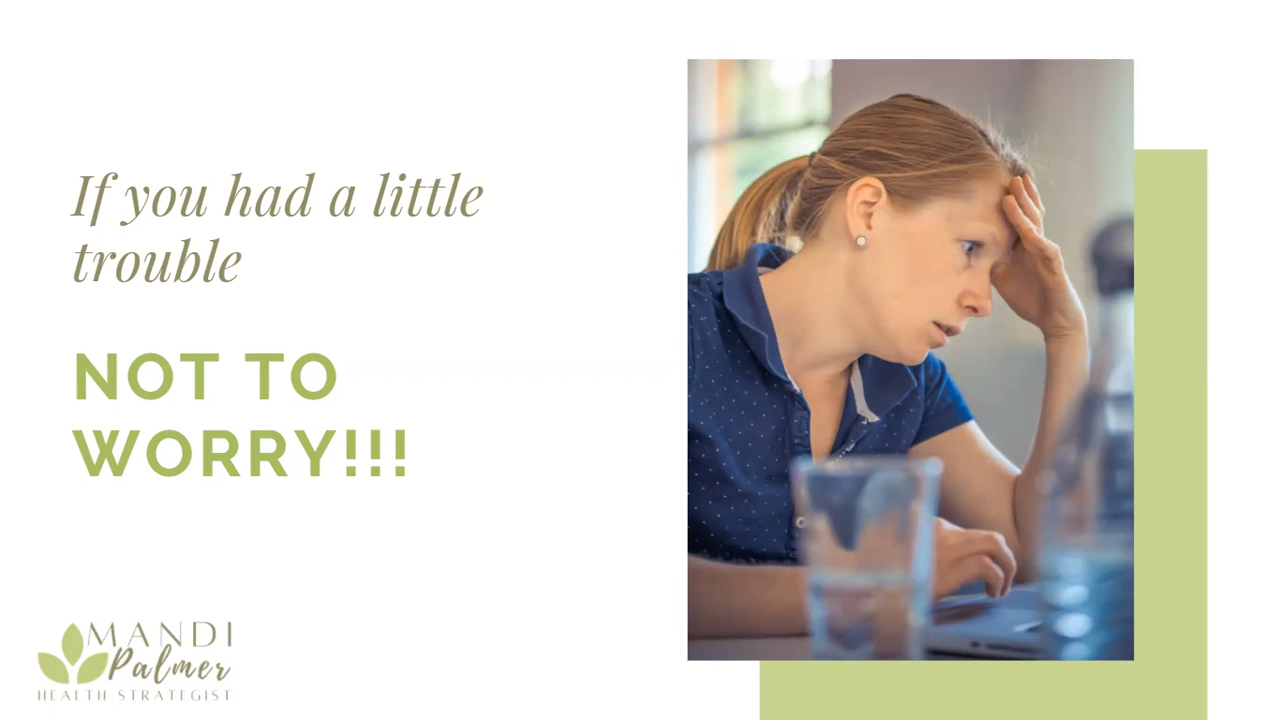 If you had a little
trouble
NOT TO
WORRY!!!
MANDI
Palmer
HEALTH STRATEGIST